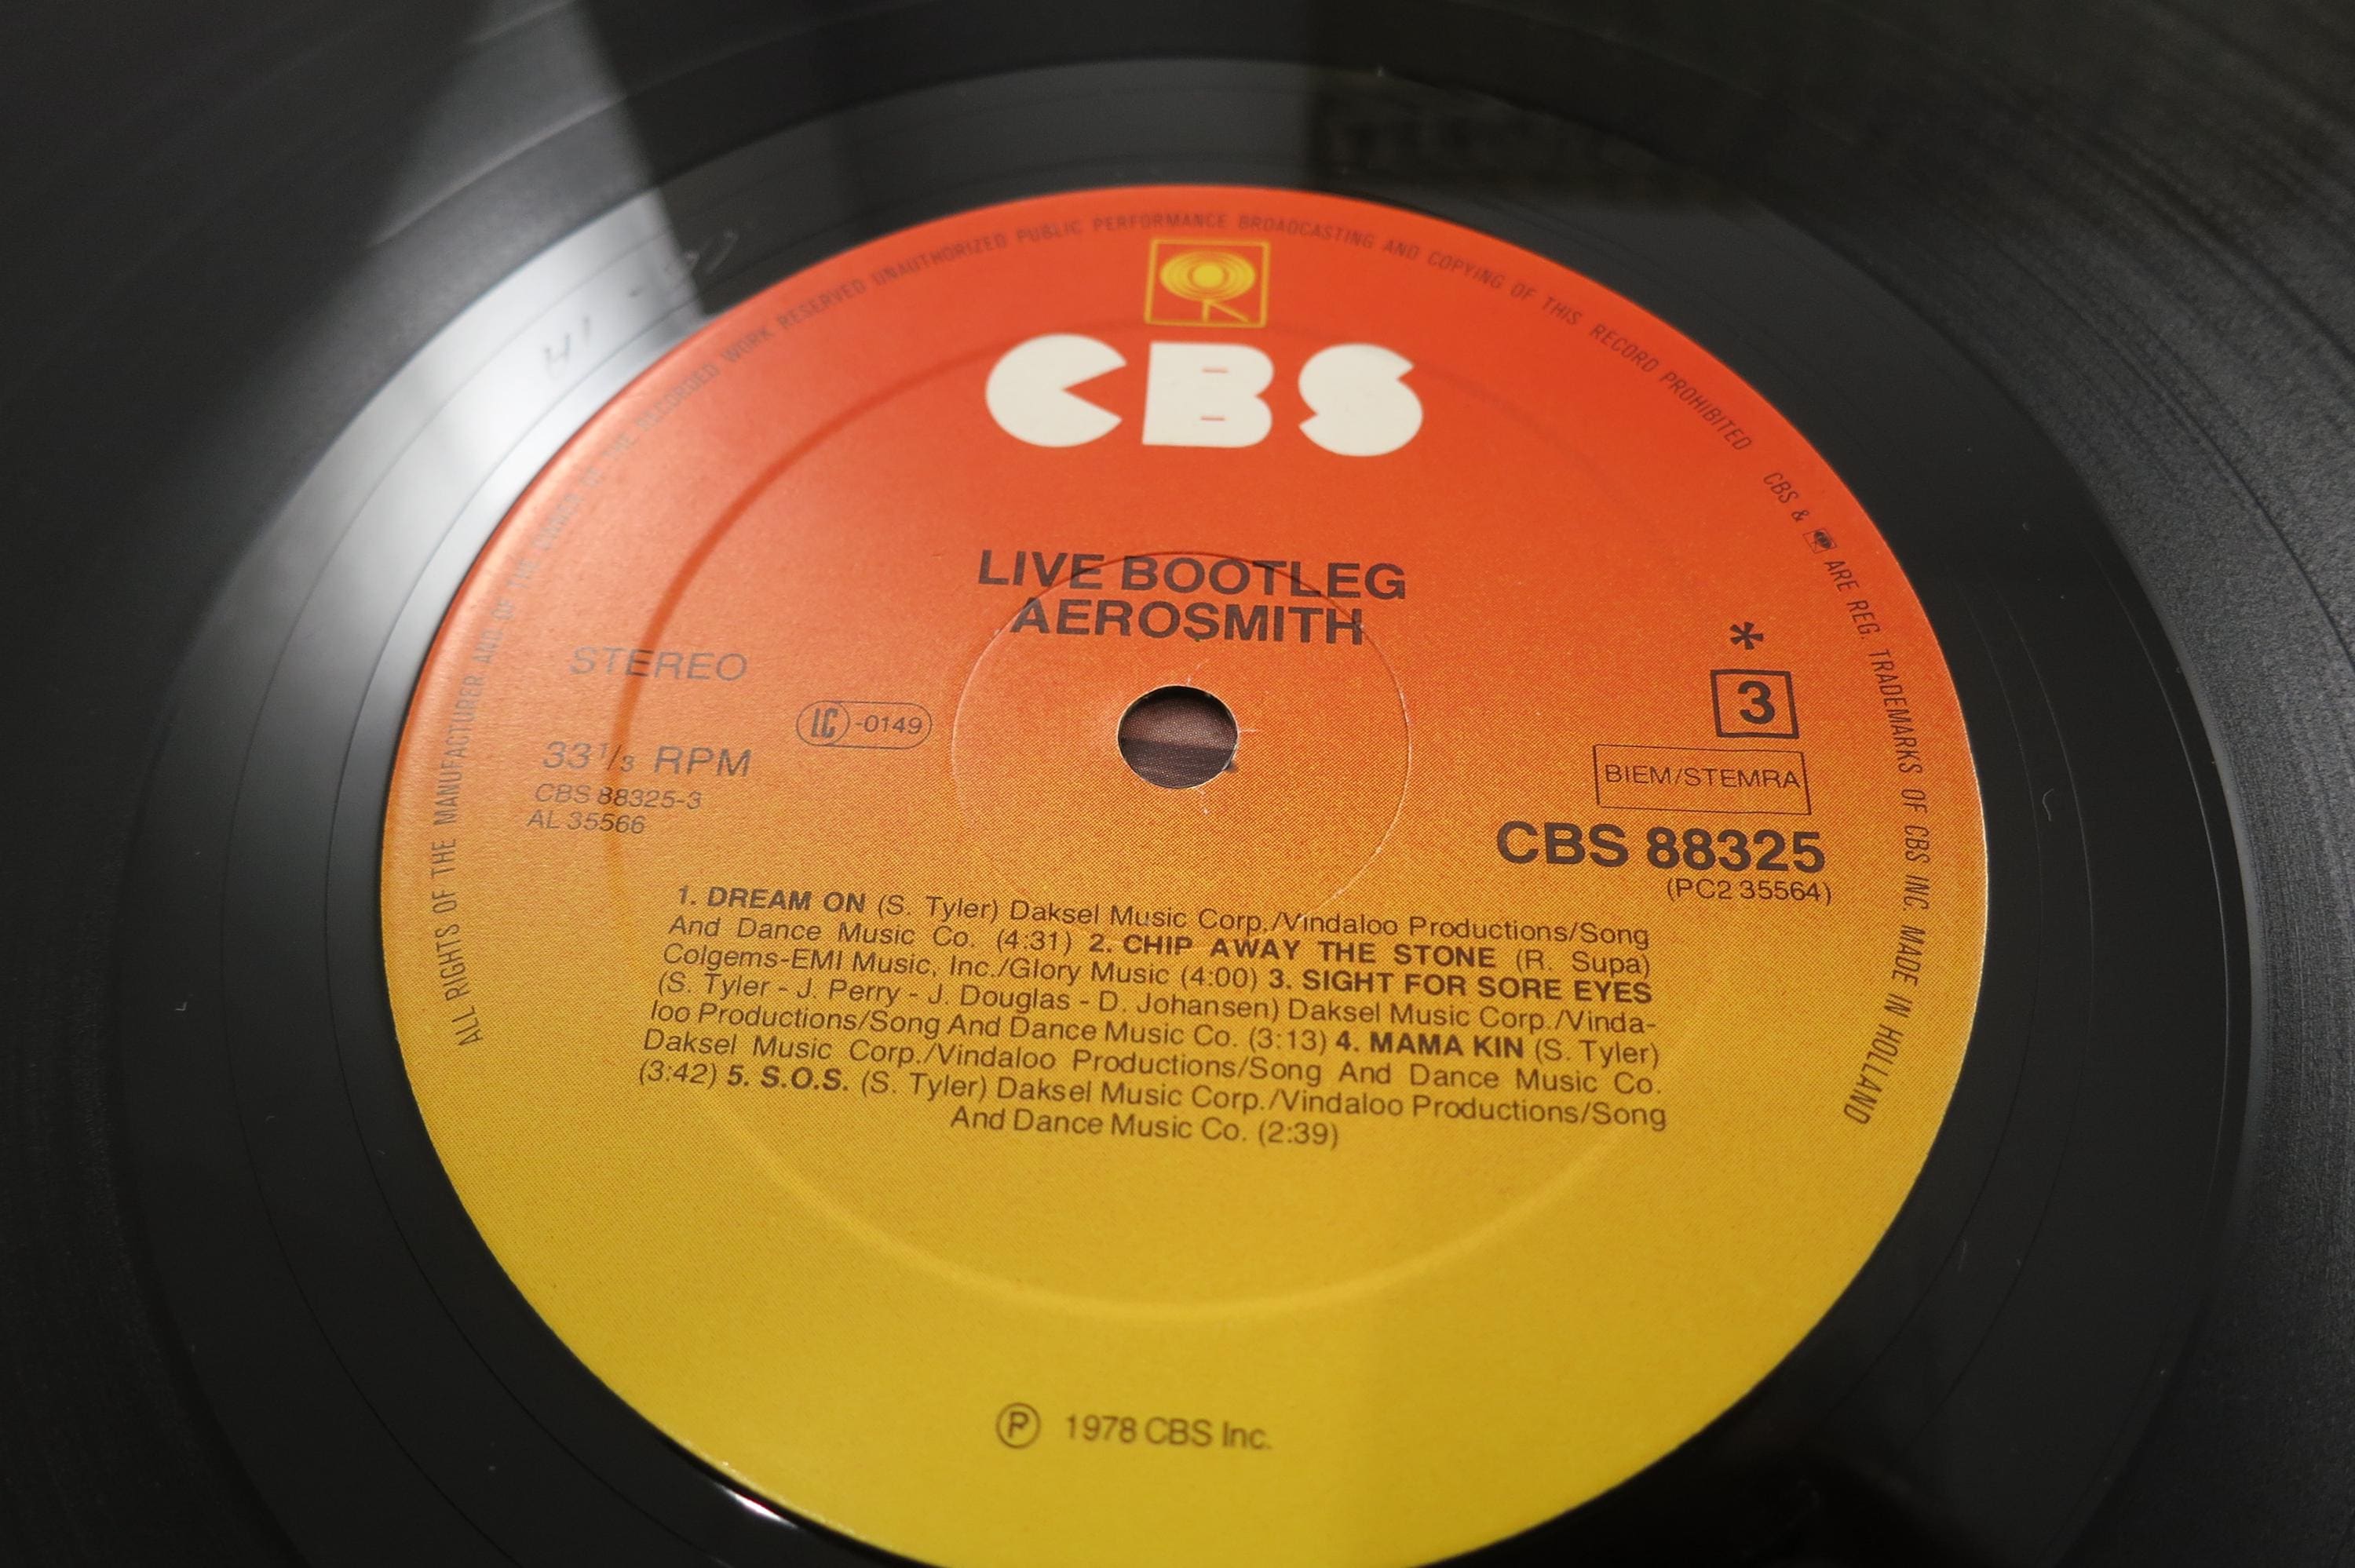 ALL RIGHTS OF THE MANUFACTURER AND OF THE OWNER OF THE RECORDED WORK RESERVED UNAUTHORIZED PUBLIC PERFORMANCE BROADCASTING AND COPYING OF THIS RECORD PROHIBITED CBS & ARE REG. TRADEMARKS OF CBS INC. MADE IN HOLLAND
CBS
LIVE BOOTLEG
AEROSMITH
STEREO
LC -0149
33 1/3 RPM
CBS 88325-3
AL 35566
*
3
BIEM/STEMRA
CBS 88325
(PC2 35564)
1. DREAM ON (S. Tyler) Daksel Music Corp./Vindaloo Productions/Song
And Dance Music Co. (4:31) 2. CHIP AWAY THE STONE (R. Supa)
Colgems-EMI Music, Inc./Glory Music (4:00) 3. SIGHT FOR SORE EYES
(S. Tyler - J. Perry - J. Douglas - D. Johansen) Daksel Music Corp./Vinda-
loo Productions/Song And Dance Music Co. (3:13) 4. MAMA KIN (S. Tyler)
Daksel Music Corp./Vindaloo Productions/Song And Dance Music Co.
(3:42) 5. S.O.S. (S. Tyler) Daksel Music Corp./Vindaloo Productions/Song
And Dance Music Co. (2:39)
℗ 1978 CBS Inc.